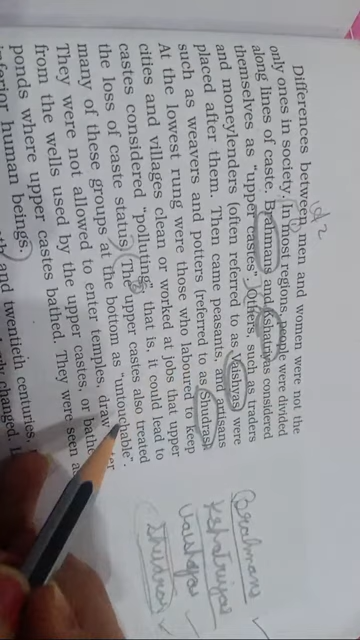 Differences between men and women were not the
only ones in society. In most regions, people were divided
along lines of caste. Brahmans and Kshatriyas considered
themselves as "upper castes". Others, such as traders
and moneylenders (often referred to as Vaishyas) were
placed after them. Then came peasants, and artisans
such as weavers and potters (referred to as Shudras).
At the lowest rung were those who laboured to keep
cities and villages clean or worked at jobs that upper
castes considered "polluting", that is, it could lead to
the loss of caste status. The upper castes also treated
many of these groups at the bottom as "untouchable".
They were not allowed to enter temples, draw
from the wells used by the upper castes, or bathe
ponds where upper castes bathed. They were seen as
inferior human beings.
and twentieth centuries,
changed.
Brahmans
Kshatriyas
Vaishyas
Shudras